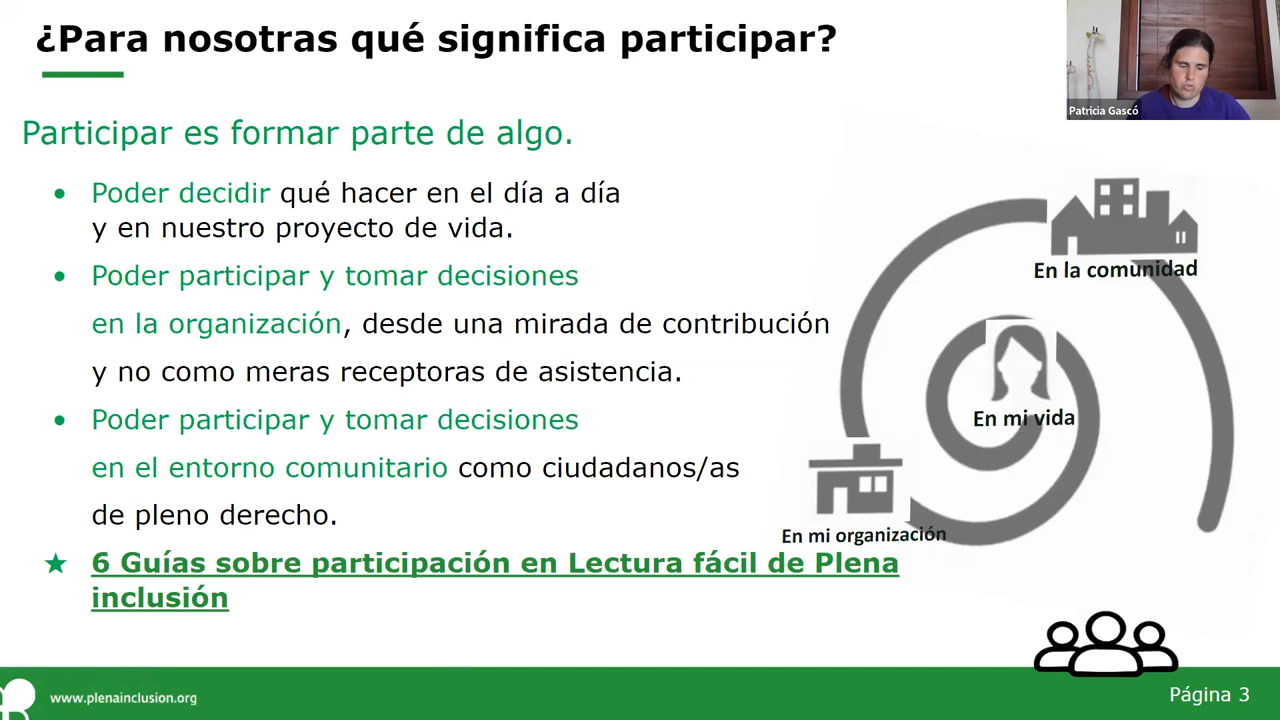 ¿Para nosotras qué significa participar?
Patricia Gascó
Participar es formar parte de algo.
Poder decidir qué hacer en el día a día
y en nuestro proyecto de vida.
Poder participar y tomar decisiones
en la organización, desde una mirada de contribución
y no como meras receptoras de asistencia.
Poder participar y tomar decisiones
en el entorno comunitario como ciudadanos/as
de pleno derecho.
6 Guías sobre participación en Lectura fácil de Plena
inclusión
En la comunidad
En mi vida
En mi organización
www.plenainclusion.org
Página 3